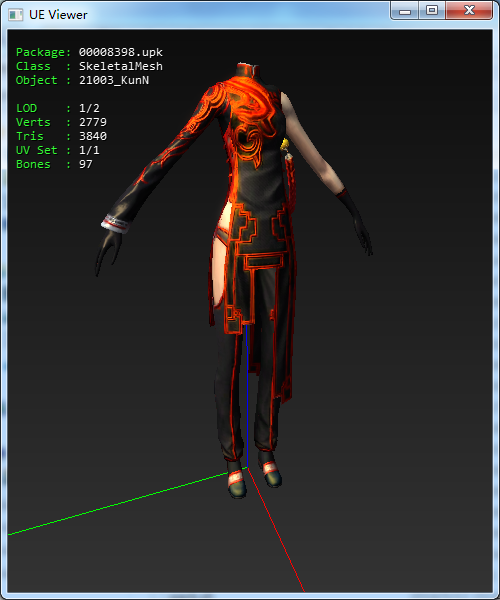 UE Viewer
Package: 00008398.upk
Class  : SkeletalMesh
Object : 21003_KunN
LOD    : 1/2
Verts  : 2779
Tris   : 3840
UV Set : 1/1
Bones  : 97